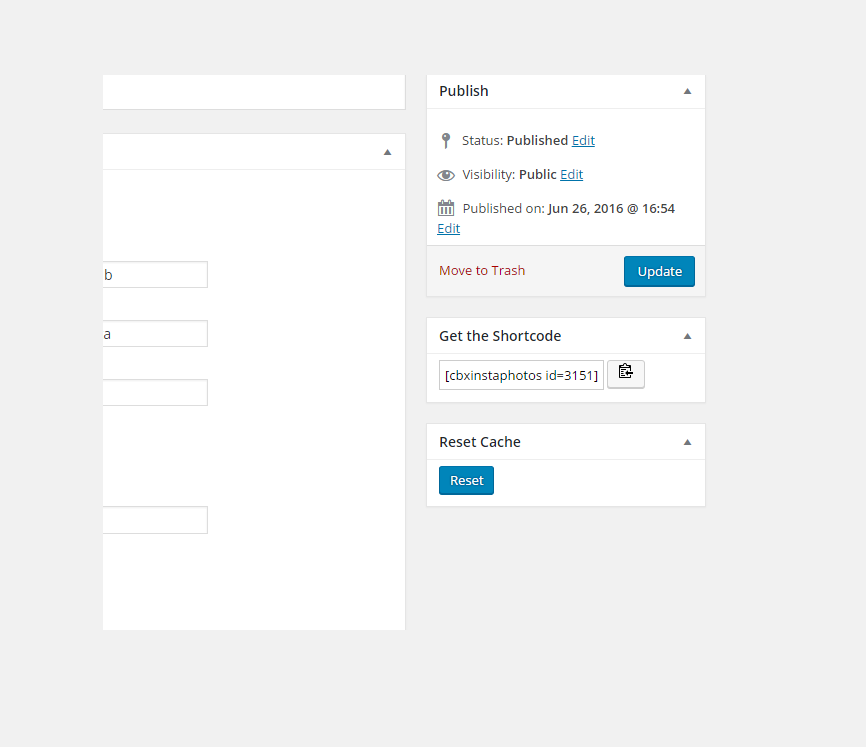 b
a
Publish
Status: Published Edit
Visibility: Public Edit
Published on: Jun 26, 2016 @ 16:54
Edit
Move to Trash
Update
Get the Shortcode
[cbxinstaphotos id=3151]
Reset Cache
Reset